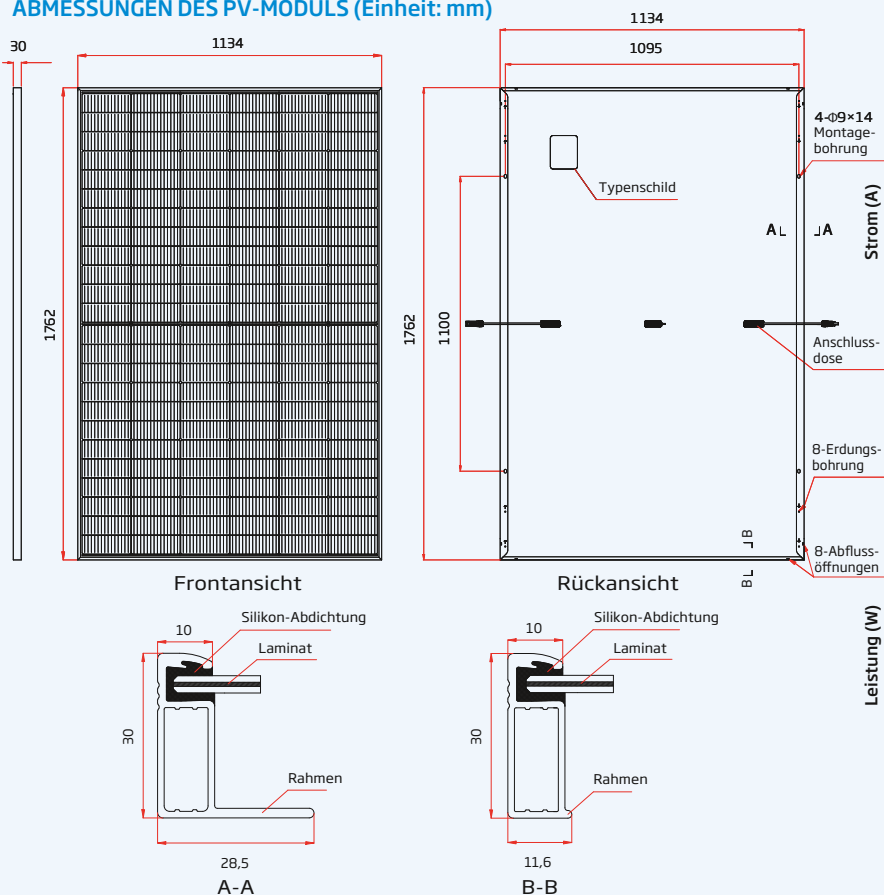 ABMESSUNGEN DES PV-MODULS (Einheit: mm)
30
1134
1762
Frontansicht
1134
1095
1762
1100
Typenschild
4-Φ9×14
Montage-
bohrung
A
A
Anschluss-
dose
8-Erdungs-
bohrung
8-Abfluss-
öffnungen
B
B
Rückansicht
Strom (A)
Leistung (W)
10
Silikon-Abdichtung
Laminat
30
Rahmen
28,5
A-A
10
Silikon-Abdichtung
Laminat
30
Rahmen
11,6
B-B